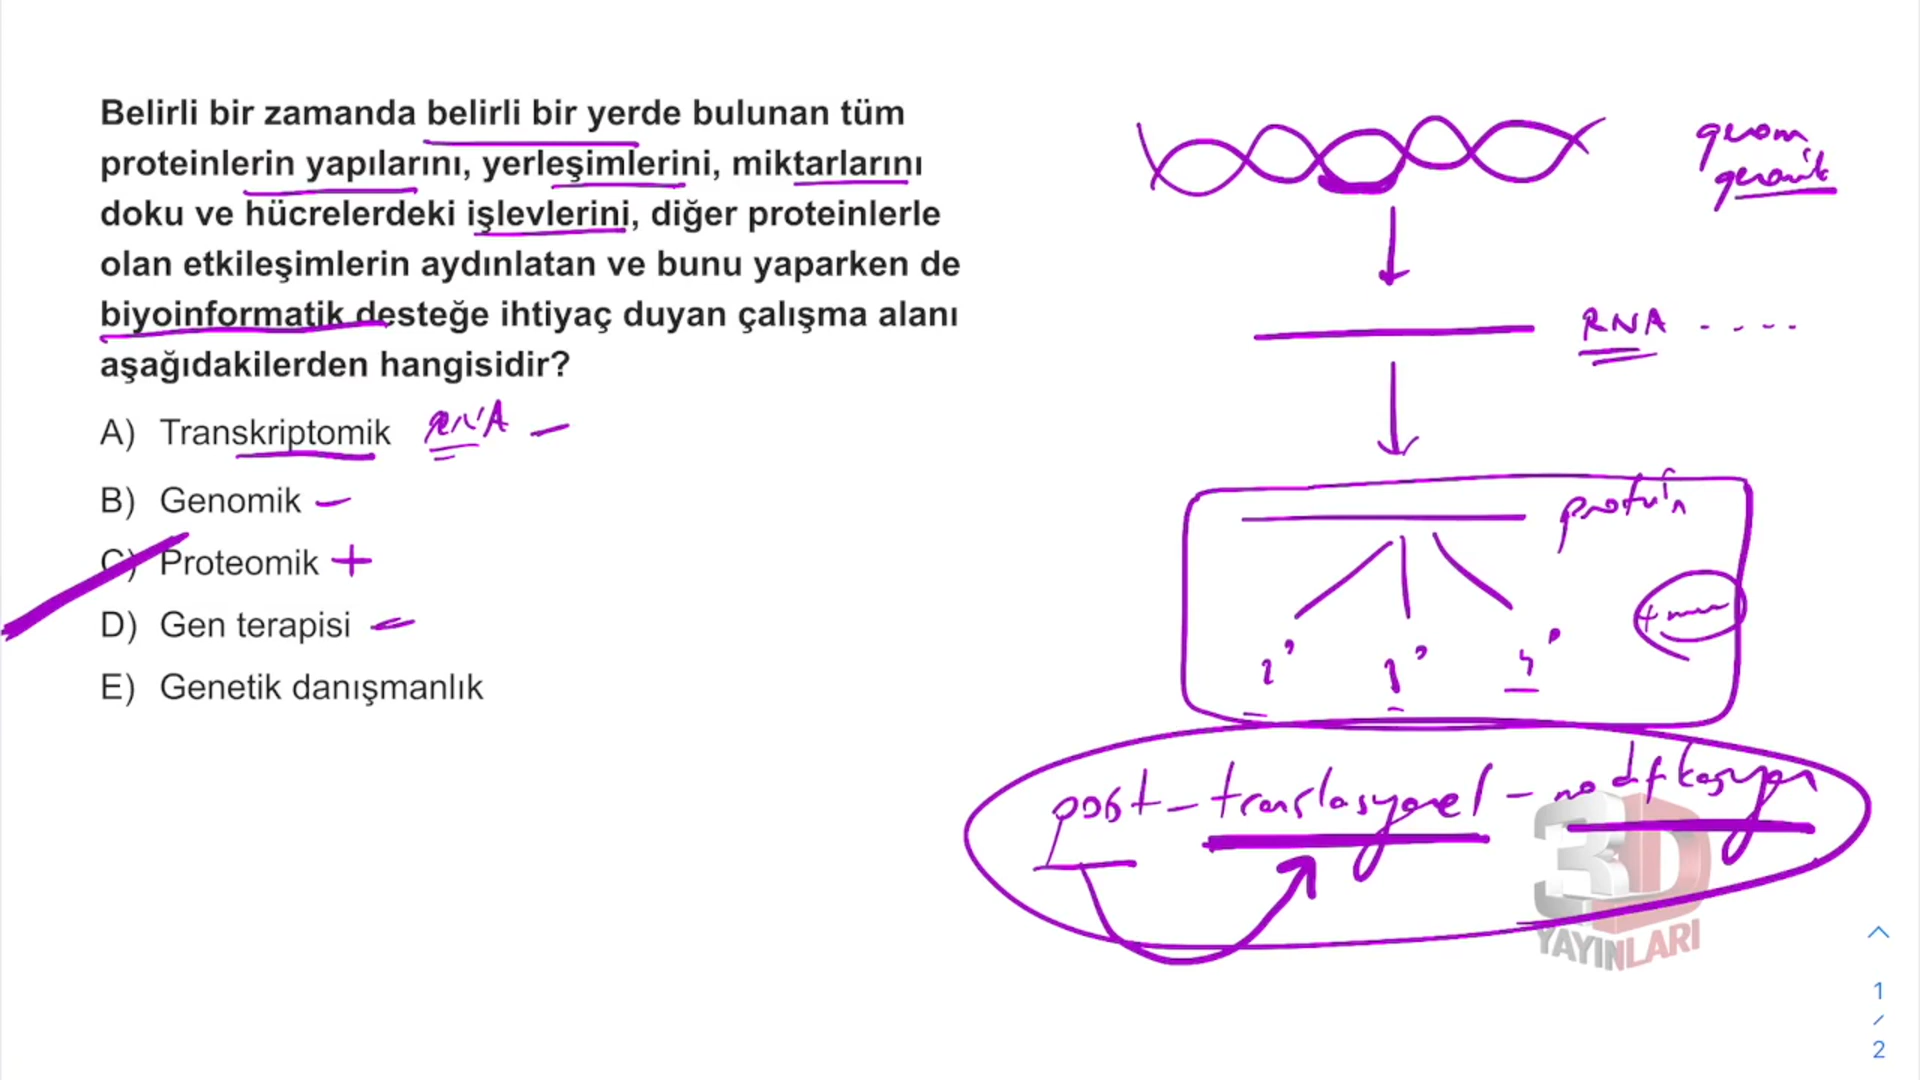 Belirli bir zamanda belirli bir yerde bulunan tüm
proteinlerin yapılarını, yerleşimlerini, miktarlarını
doku ve hücrelerdeki işlevlerini, diğer proteinlerle
olan etkileşimlerin aydınlatan ve bunu yaparken de
biyoinformatik desteğe ihtiyaç duyan çalışma alanı
aşağıdakilerden hangisidir?
A) Transkriptomik RNA -
B) Genomik -
C) Proteomik +
D) Gen terapisi -
E) Genetik danışmanlık
genom
genomik
RNA .....
protein
post-translasyonel-modifikasyon
3D
YAYINLARI
1
/
2